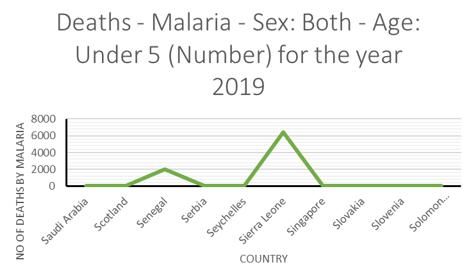 Deaths - Malaria - Sex: Both - Age:
Under 5 (Number) for the year
2019
NO OF DEATHS BY MALARIA
8000
6000
4000
2000
0
Saudi Arabia
Scotland
Senegal
Serbia
Seychelles
Sierra Leone
Singapore
Slovakia
Slovenia
Solomon...
COUNTRY